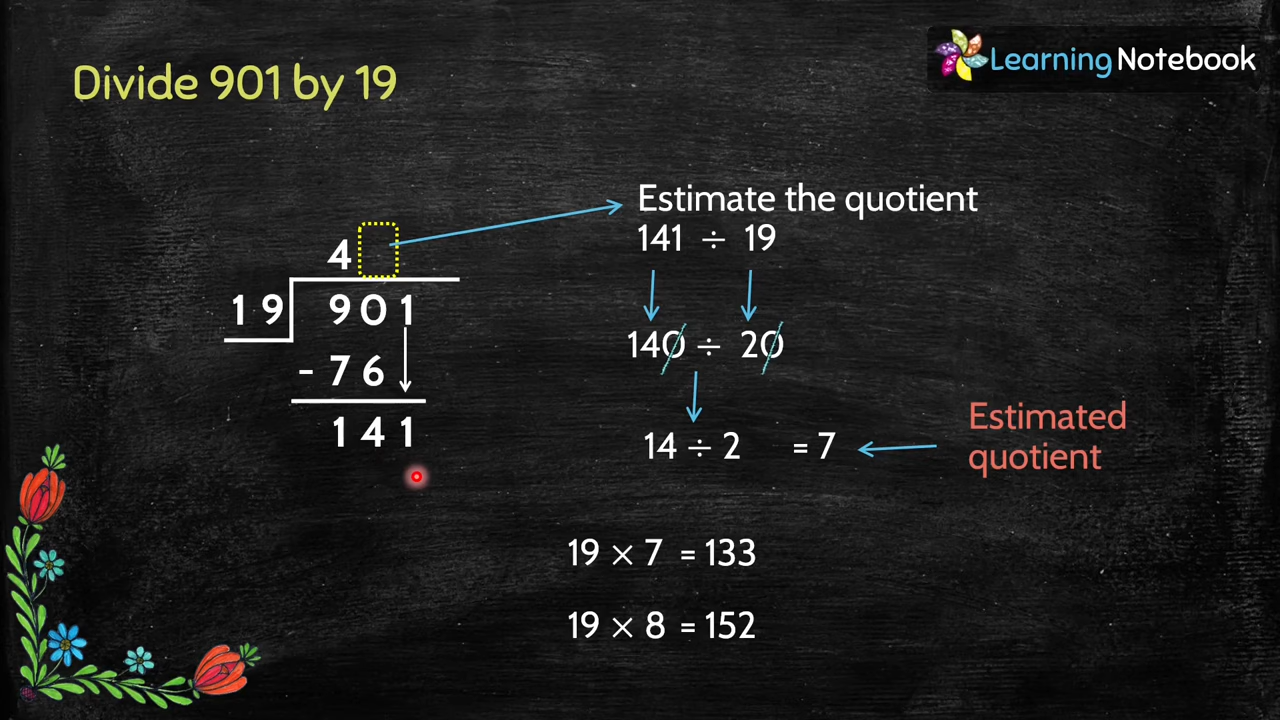 Learning Notebook
Divide 901 by 19
Estimate the quotient
141 ÷ 19
4
19 901
140 ÷ 20
- 76
141
14 ÷ 2 = 7
Estimated
quotient
19 × 7 = 133
19 × 8 = 152